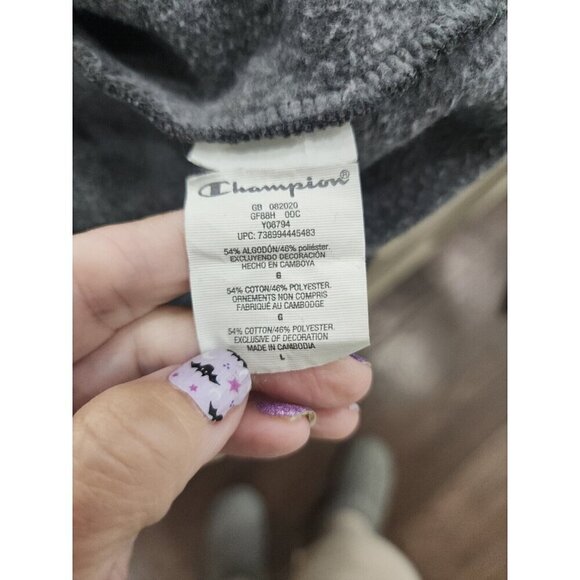 Champion
GB 082020
GF88H 00C
Y06794
UPC: 738994445483
54% ALGODÓN/46% poliéster.
EXCLUYENDO DECORACIÓN
HECHO EN CAMBOYA
G
54% COTON/46% POLYESTER.
ORNEMENTS NON COMPRIS
FABRIQUÉ AU CAMBODGE
G
54% COTTON/46% POLYESTER.
EXCLUSIVE OF DECORATION
MADE IN CAMBODIA
L